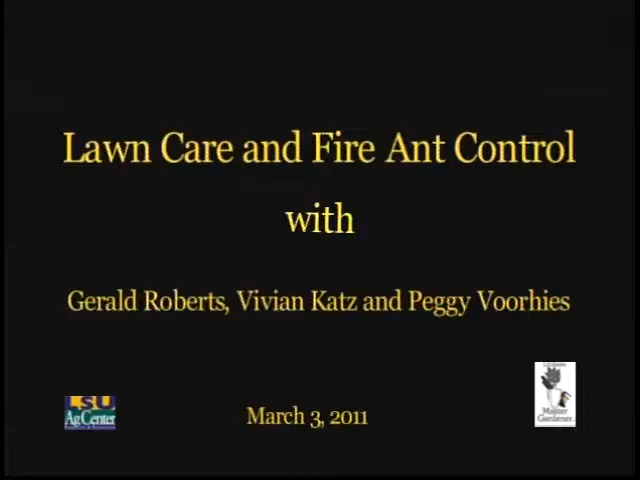 Lawn Care and Fire Ant Control
with
Gerald Roberts, Vivian Katz and Peggy Voorhies
LSU
AgCenter
March 3, 2011
Master
Gardener